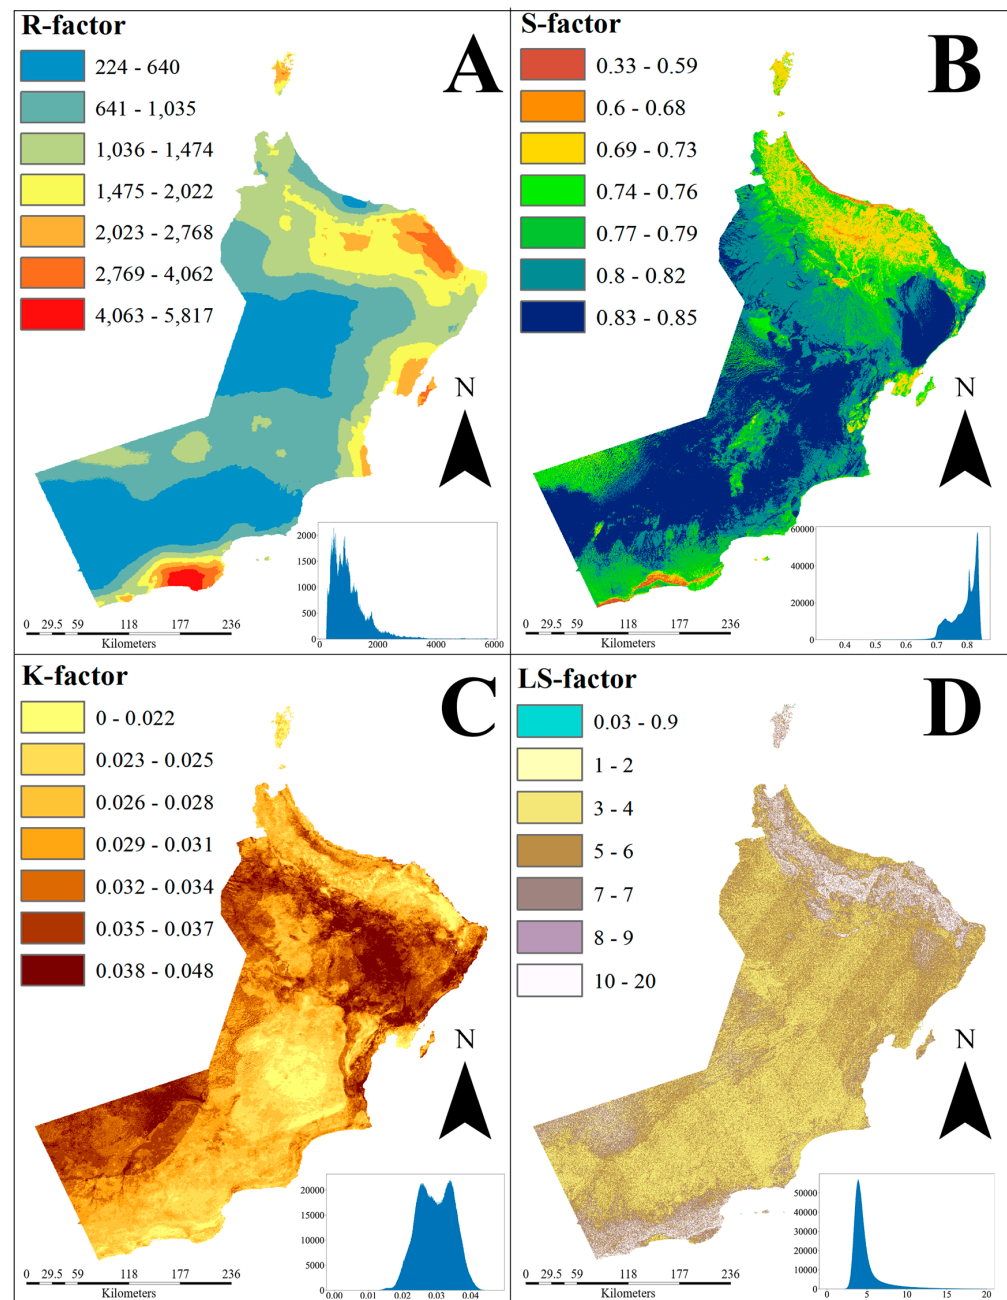 R-factor
A
224 - 640
641 - 1,035
1,036 - 1,474
1,475 - 2,022
2,023 - 2,768
2,769 - 4,062
4,063 - 5,817
N
2000
1500
1000
500
0
0 2000 4000 6000
0 29.5 59 118 177 236
Kilometers
S-factor
B
0.33 - 0.59
0.6 - 0.68
0.69 - 0.73
0.74 - 0.76
0.77 - 0.79
0.8 - 0.82
0.83 - 0.85
N
60000
40000
20000
0
0.4 0.5 0.6 0.7 0.8
0 29.5 59 118 177 236
Kilometers
K-factor
C
0 - 0.022
0.023 - 0.025
0.026 - 0.028
0.029 - 0.031
0.032 - 0.034
0.035 - 0.037
0.038 - 0.048
N
20000
15000
10000
5000
0
0.00 0.01 0.02 0.03 0.04
0 29.5 59 118 177 236
Kilometers
LS-factor
D
0.03 - 0.9
1 - 2
3 - 4
5 - 6
7 - 7
8 - 9
10 - 20
N
50000
40000
30000
20000
10000
0
0 5 10 15 20
0 29.5 59 118 177 236
Kilometers